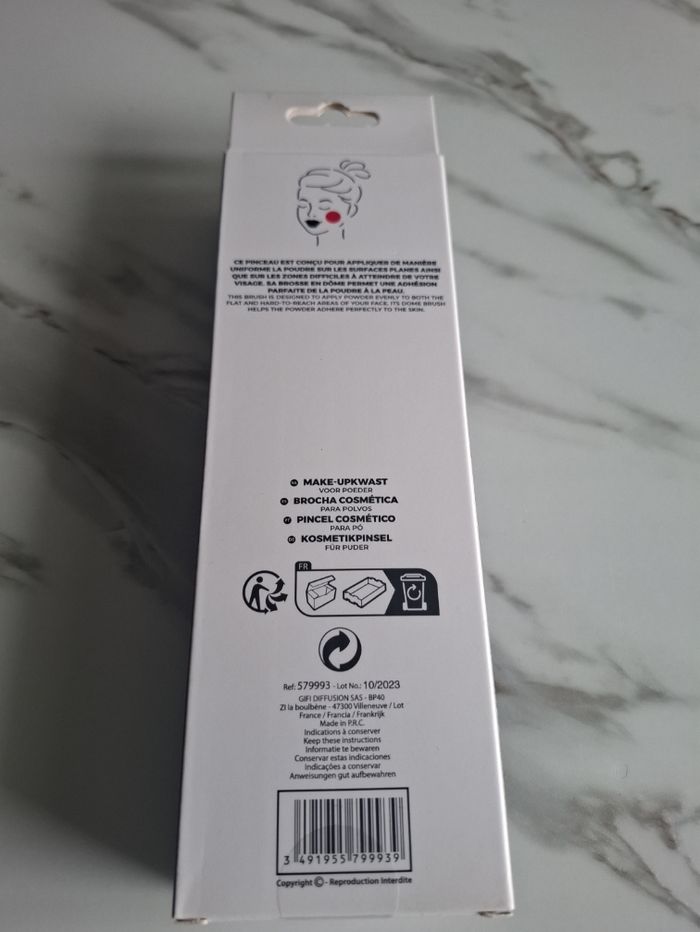 CE PINCEAU EST CONÇU POUR APPLIQUER DE MANIÈRE
UNIFORME LA POUDRE SUR LES SURFACES PLANES AINSI
QUE SUR LES ZONES DIFFICILES À ATTEINDRE DE VOTRE
VISAGE. SA BROSSE EN DÔME PERMET UNE ADHÉSION
PARFAITE DE LA POUDRE À LA PEAU.
THIS BRUSH IS DESIGNED TO APPLY POWDER EVENLY TO BOTH THE
FLAT AND HARD-TO-REACH AREAS OF YOUR FACE. ITS DOME BRUSH
HELPS THE POWDER ADHERE PERFECTLY TO THE SKIN.
MAKE-UPKWAST
VOOR POEDER
BROCHA COSMÉTICA
PARA POLVOS
PINCEL COSMÉTICO
PARA PÓ
KOSMETIKPINSEL
FÜR PUDER
FR
Ref: 579993 - Lot No.: 10/2023
GIFI DIFFUSION SAS - BP40
ZI la boulbène - 47300 Villeneuve / Lot
France / Francia / Frankrijk
Made in P.R.C.
Indications à conserver
Keep these instructions
Informatie te bewaren
Conservar estas indicaciones
Indicações a conservar
Anweisungen gut aufbewahren
3 491955 799939
Copyright © - Reproduction Interdite